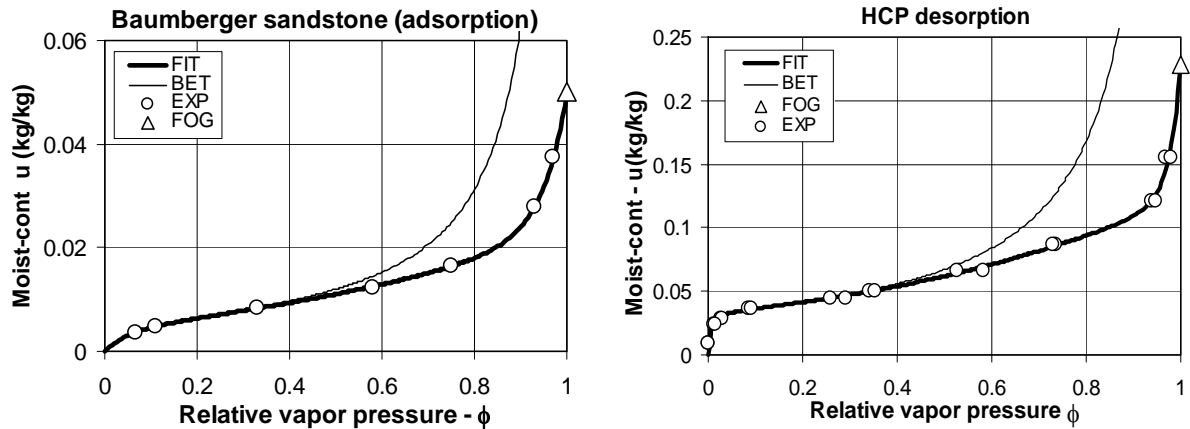 Baumberger sandstone (adsorption)
0.06
0.04
0.02
0
Moist-cont u (kg/kg)
FIT
BET
EXP
FOG
0 0.2 0.4 0.6 0.8 1
Relative vapor pressure - ϕ
HCP desorption
0.25
0.2
0.15
0.1
0.05
0
Moist-cont - u(kg/kg)
FIT
BET
FOG
EXP
0 0.2 0.4 0.6 0.8 1
Relative vapor pressure ϕ